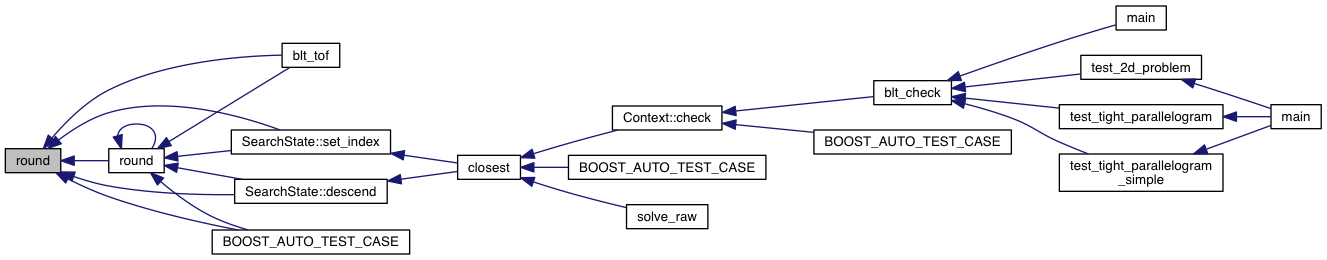 main
blt_tof
test_2d_problem
blt_check
Context::check
test_tight_parallelogram
main
SearchState::set_index
BOOST_AUTO_TEST_CASE
round
round
closest
BOOST_AUTO_TEST_CASE
test_tight_parallelogram
_simple
SearchState::descend
solve_raw
BOOST_AUTO_TEST_CASE